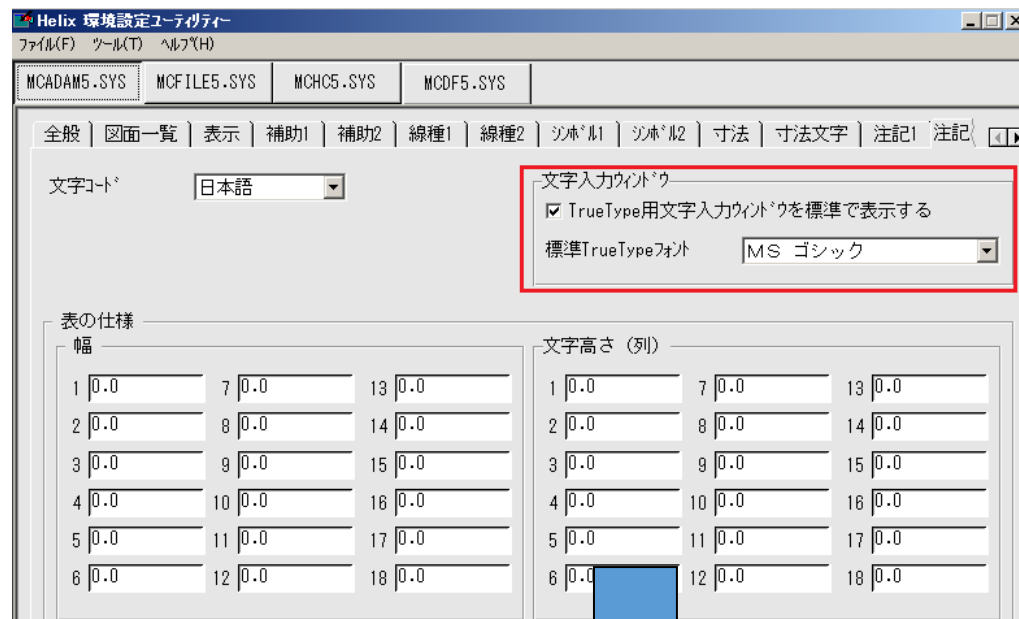 Helix 環境設定ユーティリティー
ファイル(F) ツール(T) ヘルプ(H)
MCADAM5.SYS MCFILE5.SYS MCHC5.SYS MCDF5.SYS
全般 図面一覧 表示 補助1 補助2 線種1 線種2 シンボル1 シンボル2 寸法 寸法文字 注記1 注記
文字コード 日本語
文字入力ウィンドウ
TrueType用文字入力ウィンドウを標準で表示する
標準TrueTypeフォント MS ゴシック
表の仕様
幅
1 0.0 7 0.0 13 0.0
2 0.0 8 0.0 14 0.0
3 0.0 9 0.0 15 0.0
4 0.0 10 0.0 16 0.0
5 0.0 11 0.0 17 0.0
6 0.0 12 0.0 18 0.0
文字高さ (列)
1 0.0 7 0.0 13 0.0
2 0.0 8 0.0 14 0.0
3 0.0 9 0.0 15 0.0
4 0.0 10 0.0 16 0.0
5 0.0 11 0.0 17 0.0
6 0.0 12 0.0 18 0.0